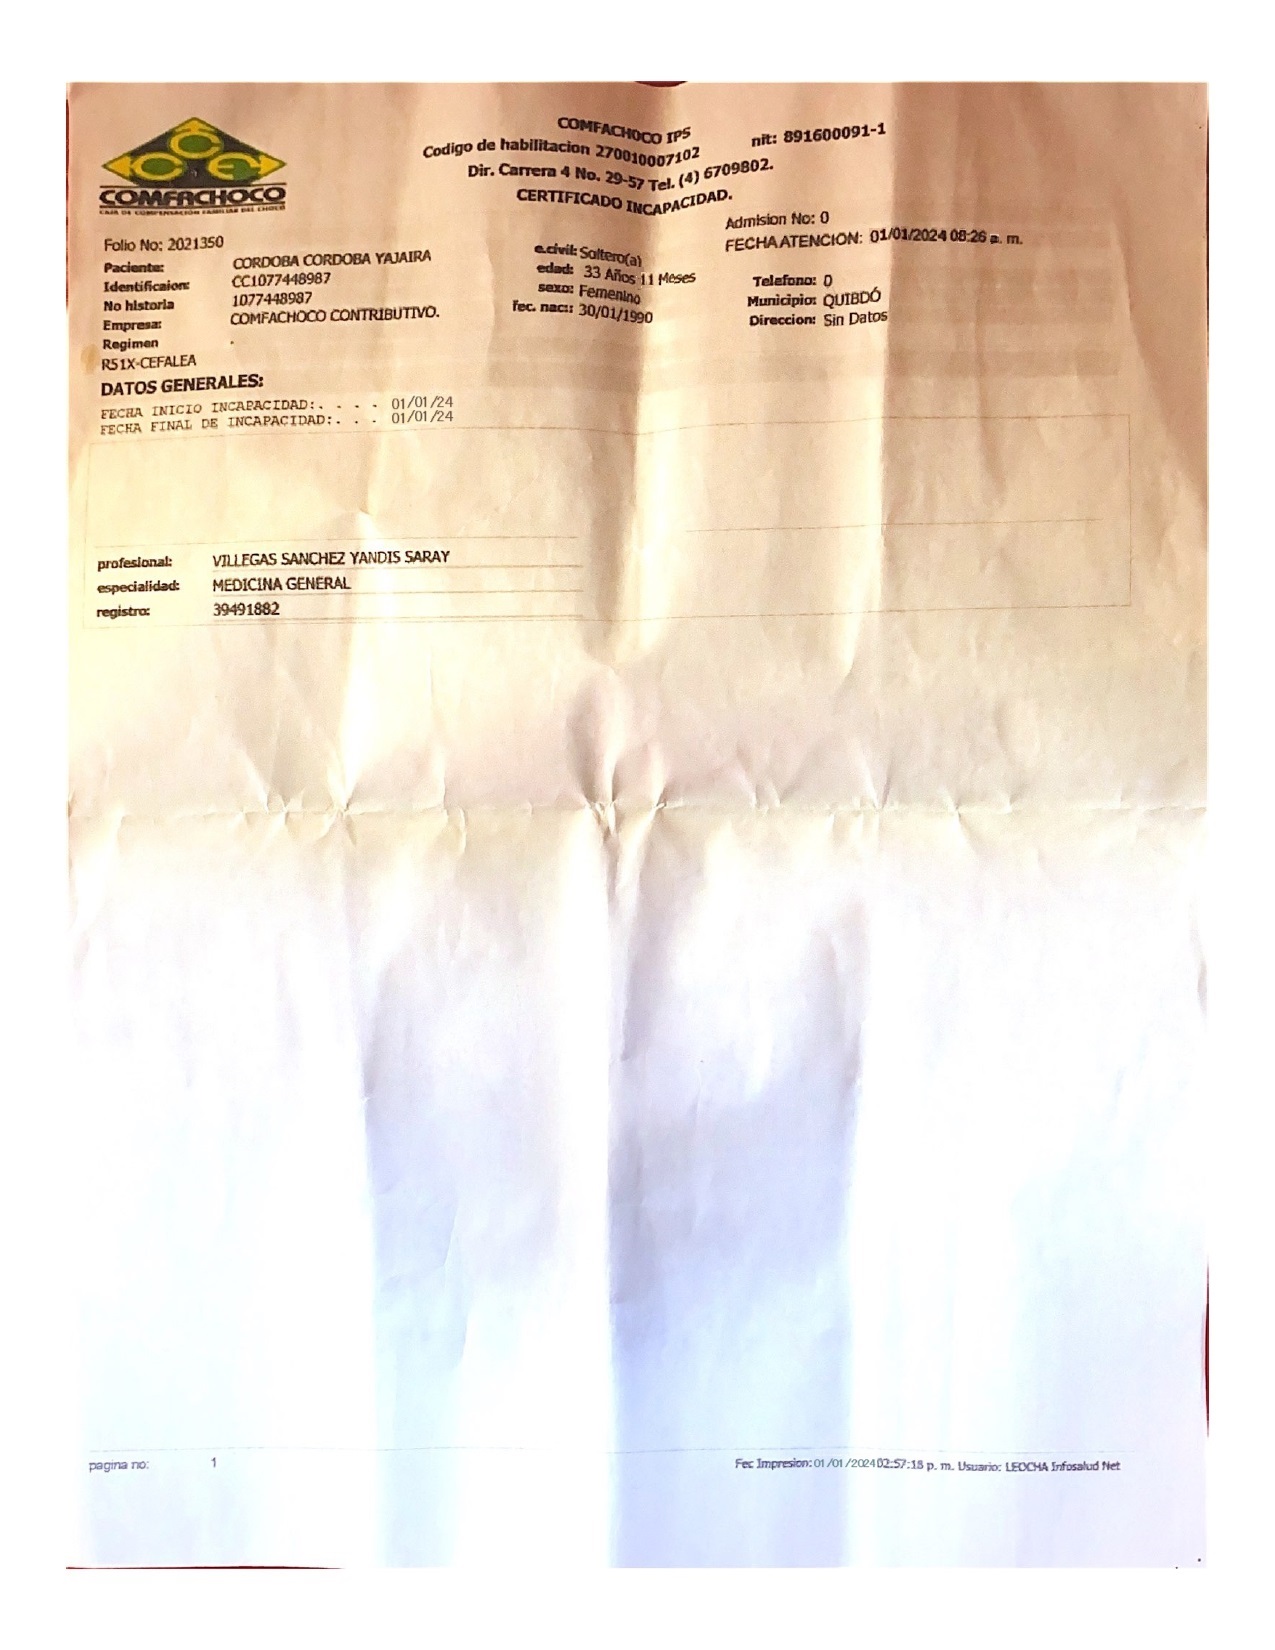 COMFACHOCO
CAJA DE COMPENSACION FAMILIAR DEL CHOCO
COMFACHOCO IPS nit: 891600091-1
Codigo de habilitacion 270010007102
Dir. Carrera 4 No. 29-57 Tel. (4) 6709802.
CERTIFICADO INCAPACIDAD.
Admision No: 0
Folio No: 2021350 FECHA ATENCION: 01/01/2024 08:26 a. m.
Paciente: CORDOBA CORDOBA YAJAIRA e.civil: Soltero(a)
Identificaion: CC1077448987 edad: 33 Años 11 Meses Telefono: 0
No historia 1077448987 sexo: Femenino Municipio: QUIBDÓ
Empresa: COMFACHOCO CONTRIBUTIVO. fec. nac:: 30/01/1990 Direccion: Sin Datos
Regimen .
R51X-CEFALEA
DATOS GENERALES:
FECHA INICIO INCAPACIDAD:. . . . 01/01/24
FECHA FINAL DE INCAPACIDAD:. . . 01/01/24
profesional: VILLEGAS SANCHEZ YANDIS SARAY
especialidad: MEDICINA GENERAL
registro: 39491882
pagina no: 1 Fec Impresion: 01/01/2024 02:57:18 p. m. Usuario: LEOCHA Infosalud Net